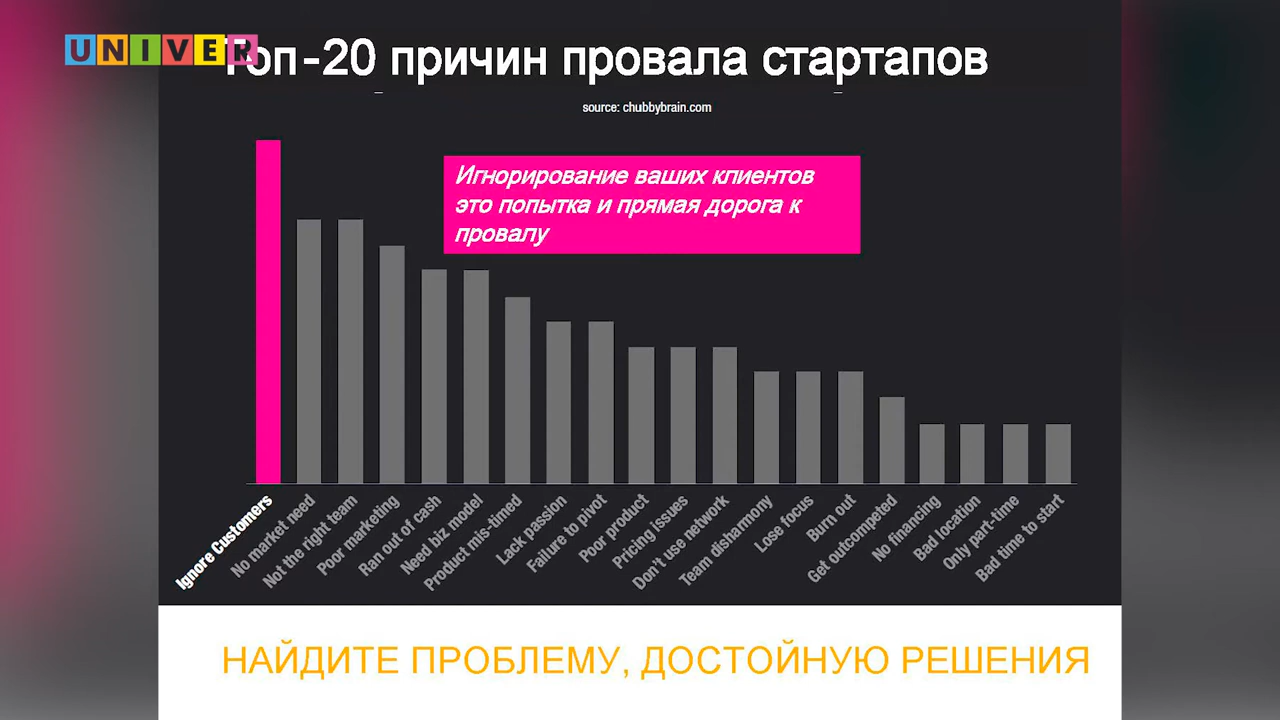 UNIVER
Топ-20 причин провала стартапов
source: chubbybrain.com
Игнорирование ваших клиентов
это попытка и прямая дорога к
провалу
Ignore Customers
No market need
Not the right team
Poor marketing
Ran out of cash
Need biz model
Product mis-timed
Lack passion
Failure to pivot
Poor product
Pricing issues
Don't use network
Team disharmony
Lose focus
Burn out
Get outcompeted
No financing
Bad location
Only part-time
Bad time to start
НАЙДИТЕ ПРОБЛЕМУ, ДОСТОЙНУЮ РЕШЕНИЯ